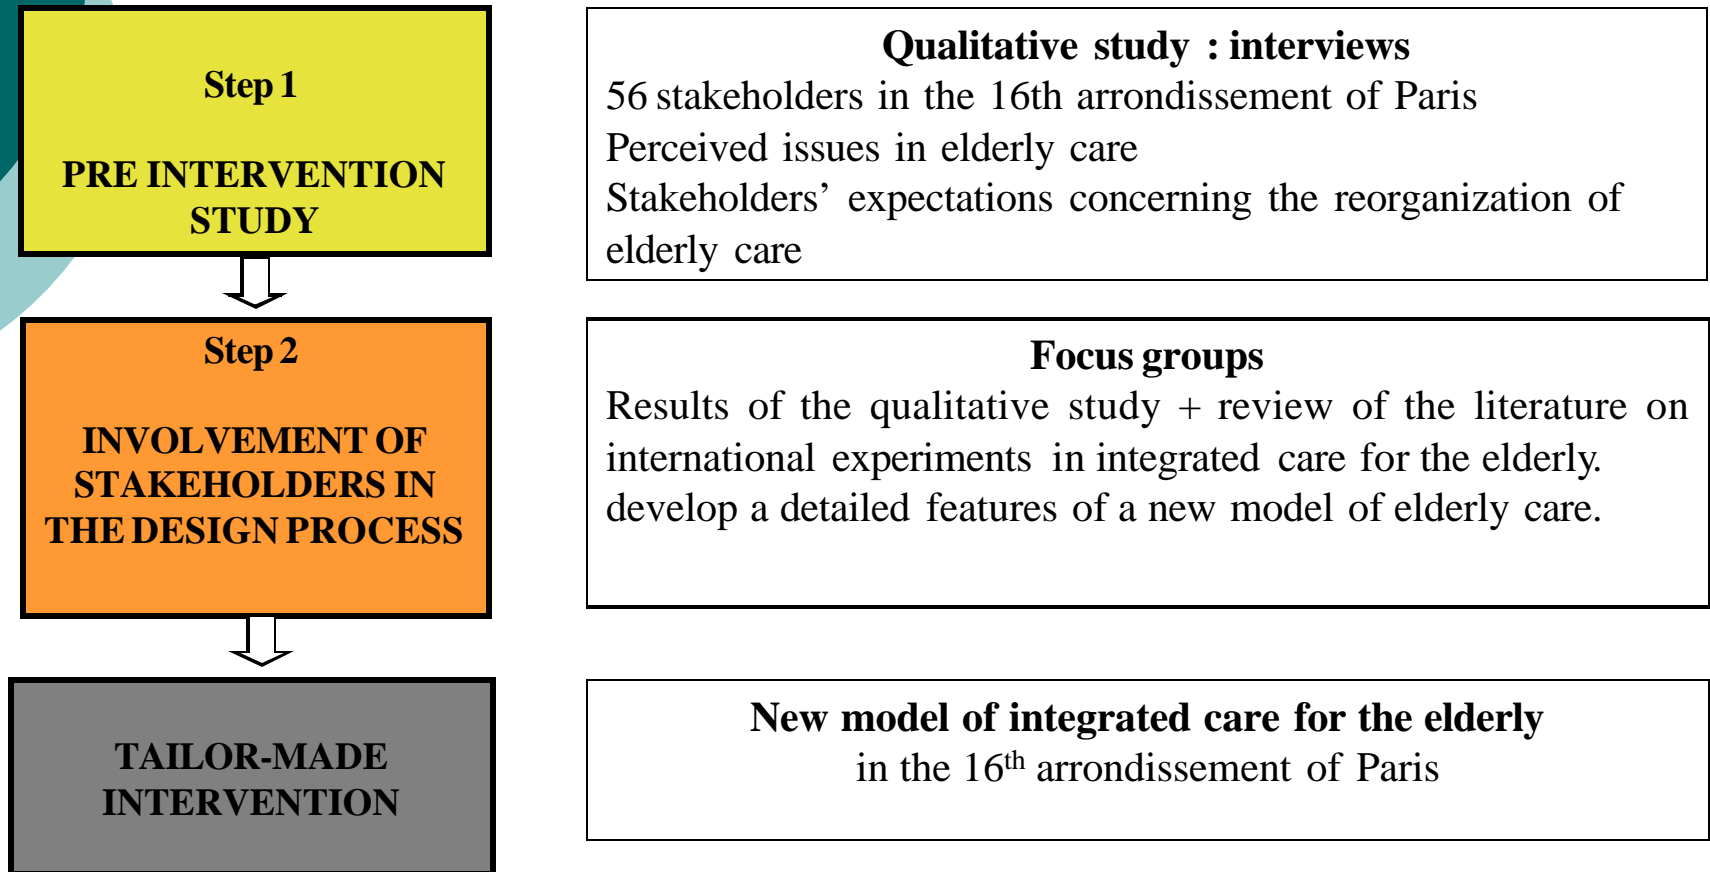 Step 1
PRE INTERVENTION
STUDY
Qualitative study : interviews
56 stakeholders in the 16th arrondissement of Paris
Perceived issues in elderly care
Stakeholders’ expectations concerning the reorganization of
elderly care
Step 2
INVOLVEMENT OF
STAKEHOLDERS IN
THE DESIGN PROCESS
Focus groups
Results of the qualitative study + review of the literature on
international experiments in integrated care for the elderly.
develop a detailed features of a new model of elderly care.
TAILOR-MADE
INTERVENTION
New model of integrated care for the elderly
in the 16th arrondissement of Paris